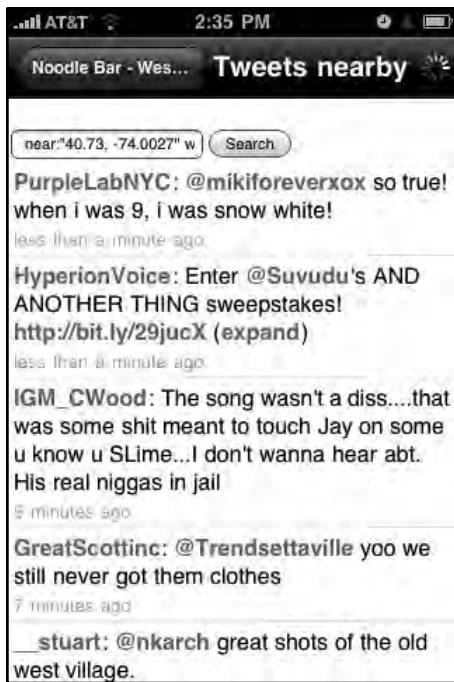 AT&T 2:35 PM
Noodle Bar - Wes... Tweets nearby
near:"40.73, -74.0027" w Search
PurpleLabNYC: @mikiforeverxox so true!
when i was 9, i was snow white!
less than a minute ago
HyperionVoice: Enter @Suvudu's AND
ANOTHER THING sweepstakes!
http://bit.ly/29jucX (expand)
less than a minute ago
IGM_CWood: The song wasn't a diss....that
was some shit meant to touch Jay on some
u know u SLime...I don't wanna hear abt.
His real niggas in jail
minutes ago
GreatScottinc: @Trendsettaville yoo we
still never got them clothes
7 minutes ago
__stuart: @nkarch great shots of the old
west village.